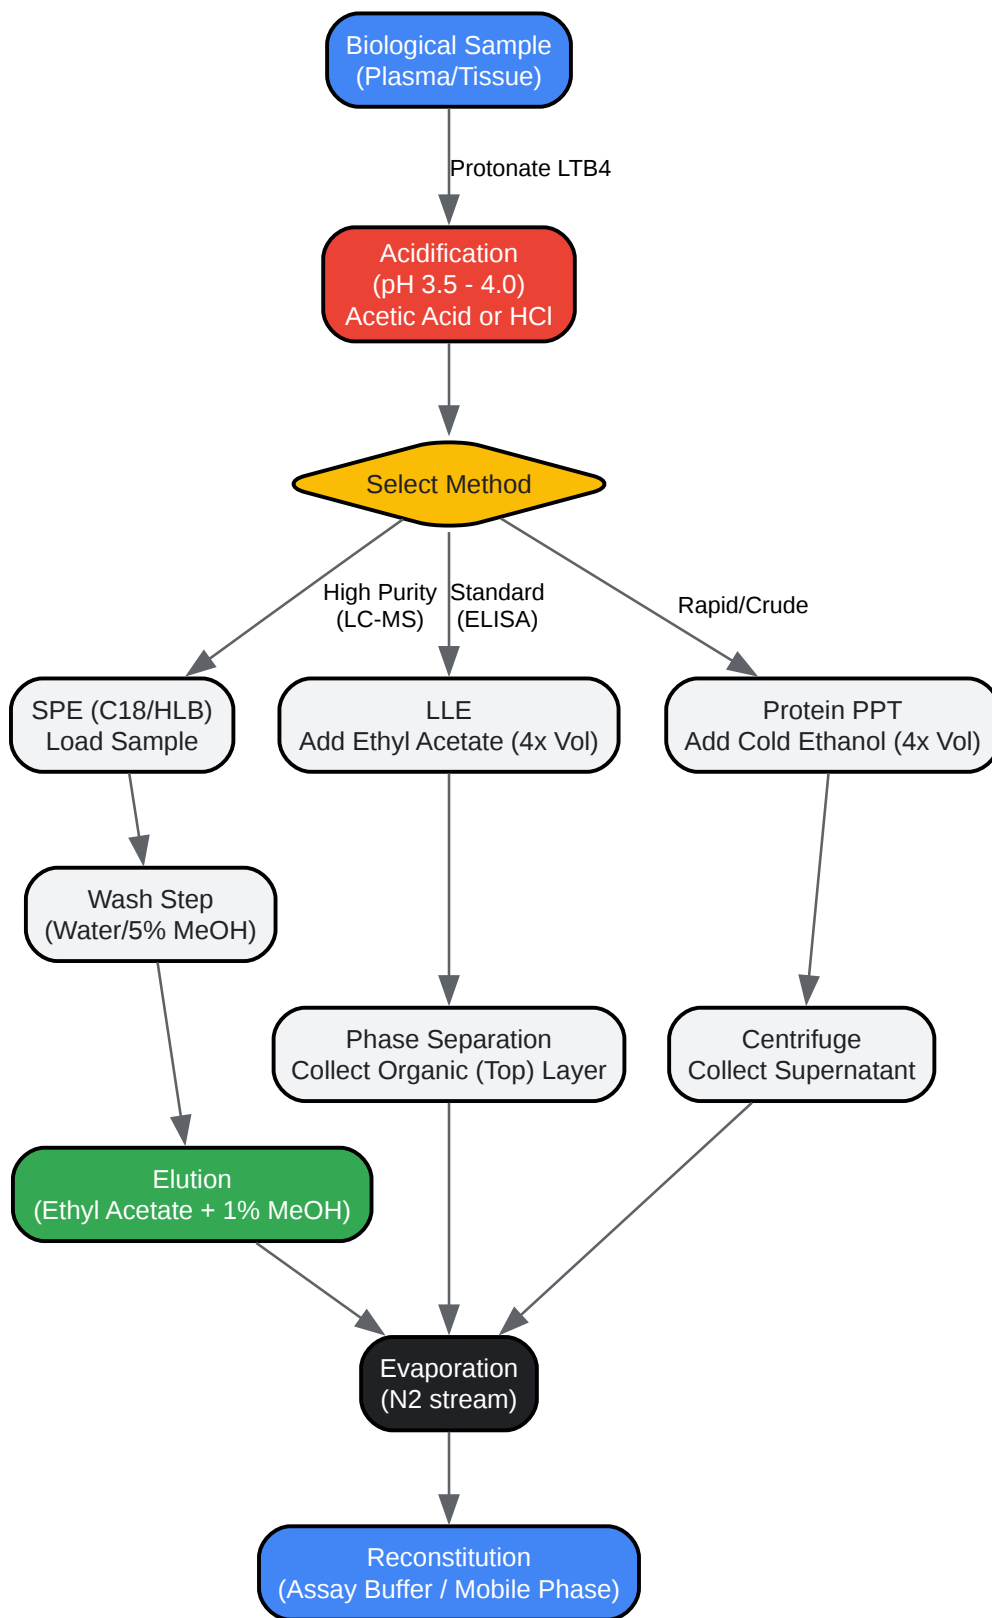 Biological Sample
(Plasma/Tissue)
Protonate LTB4
Acidification
(pH 3.5 - 4.0)
Acetic Acid or HCl
Select Method
High Purity
(LC-MS)
Standard
(ELISA)
Rapid/Crude
SPE (C18/HLB)
Load Sample
LLE
Add Ethyl Acetate (4x Vol)
Protein PPT
Add Cold Ethanol (4x Vol)
Wash Step
(Water/5% MeOH)
Phase Separation
Collect Organic (Top) Layer
Centrifuge
Collect Supernatant
Elution
(Ethyl Acetate + 1% MeOH)
Evaporation
(N2 stream)
Reconstitution
(Assay Buffer / Mobile Phase)